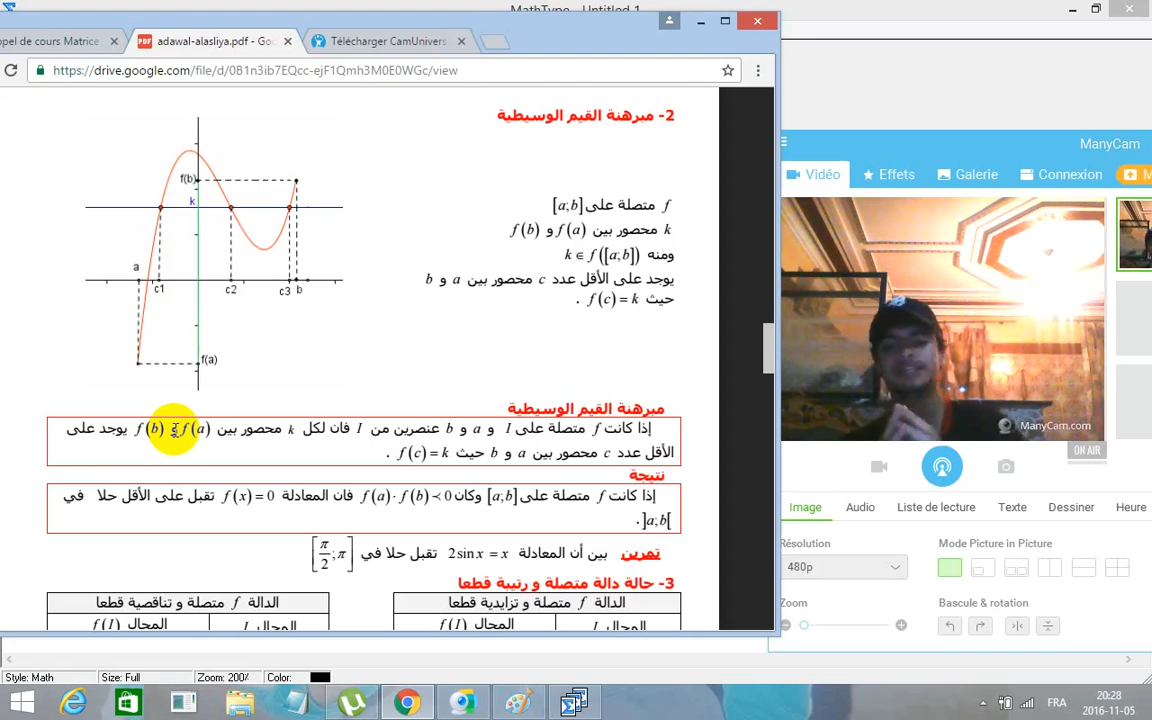 MathType - Untitled 1
ppel de cours Matrice
adawal-alasliya.pdf - Goo
Télécharger CamUnivers
https://drive.google.com/file/d/0B1n3ib7EQcc-ejF1Qmh3M0E0WGc/view
2- مبرهنة القيم الوسيطية
f(b)
k
a
c1
c2
c3
b
f(a)
f متصلة على [a;b]
k محصور بين f(a) و f(b)
ومنه k ∈ f([a;b])
يوجد على الأقل عدد c محصور بين a و b
حيث f(c) = k .
مبرهنة القيم الوسيطية
إذا كانت f متصلة على I و a و b عنصرين من I فان لكل k محصور بين f(a) و f(b) يوجد على
الأقل عدد c محصور بين a و b حيث f(c) = k .
نتيجة
إذا كانت f متصلة على [a;b] وكان f(a)·f(b) ≺ 0 فان المعادلة f(x) = 0 تقبل على الأقل حلا في
]a;b[ .
تمرين بين أن المعادلة 2sin x = x تقبل حلا في [π/2;π]
3- حالة دالة متصلة و رتيبة قطعا
الدالة f متصلة و تزايدية قطعا
الدالة f متصلة و تناقصية قطعا
المجال I
المجال f(I)
المجال I
المجال f(I)
ManyCam
Vidéo
Effets
Galerie
Connexion
M
ManyCam.com
ON AIR
Image
Audio
Liste de lecture
Texte
Dessiner
Heure
Résolution
Mode Picture in Picture
480p
Zoom
Bascule & rotation
Style: Math
Size: Full
Zoom: 200%
Color:
FRA
20:28
2016-11-05